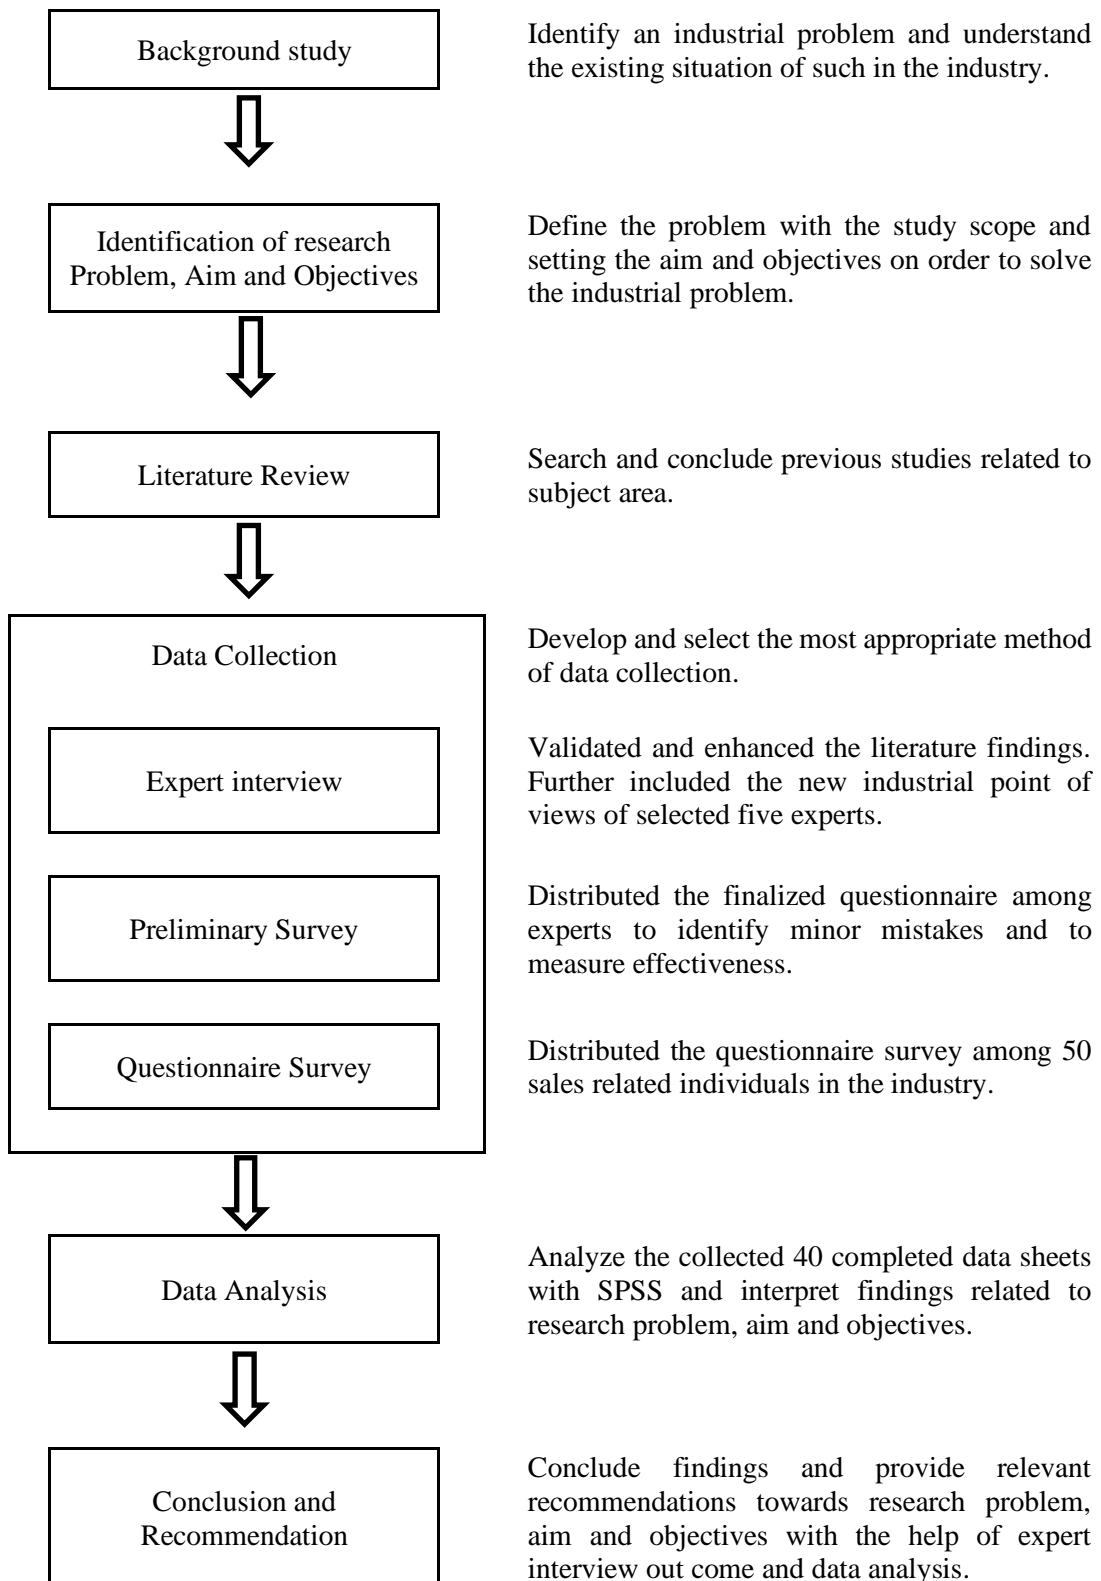 Background study
Identify an industrial problem and understand
the existing situation of such in the industry.
Identification of research
Problem, Aim and Objectives
Define the problem with the study scope and
setting the aim and objectives on order to solve
the industrial problem.
Literature Review
Search and conclude previous studies related to
subject area.
Data Collection
Develop and select the most appropriate method
of data collection.
Expert interview
Validated and enhanced the literature findings.
Further included the new industrial point of
views of selected five experts.
Preliminary Survey
Distributed the finalized questionnaire among
experts to identify minor mistakes and to
measure effectiveness.
Questionnaire Survey
Distributed the questionnaire survey among 50
sales related individuals in the industry.
Data Analysis
Analyze the collected 40 completed data sheets
with SPSS and interpret findings related to
research problem, aim and objectives.
Conclusion and
Recommendation
Conclude findings and provide relevant
recommendations towards research problem,
aim and objectives with the help of expert
interview out come and data analysis.